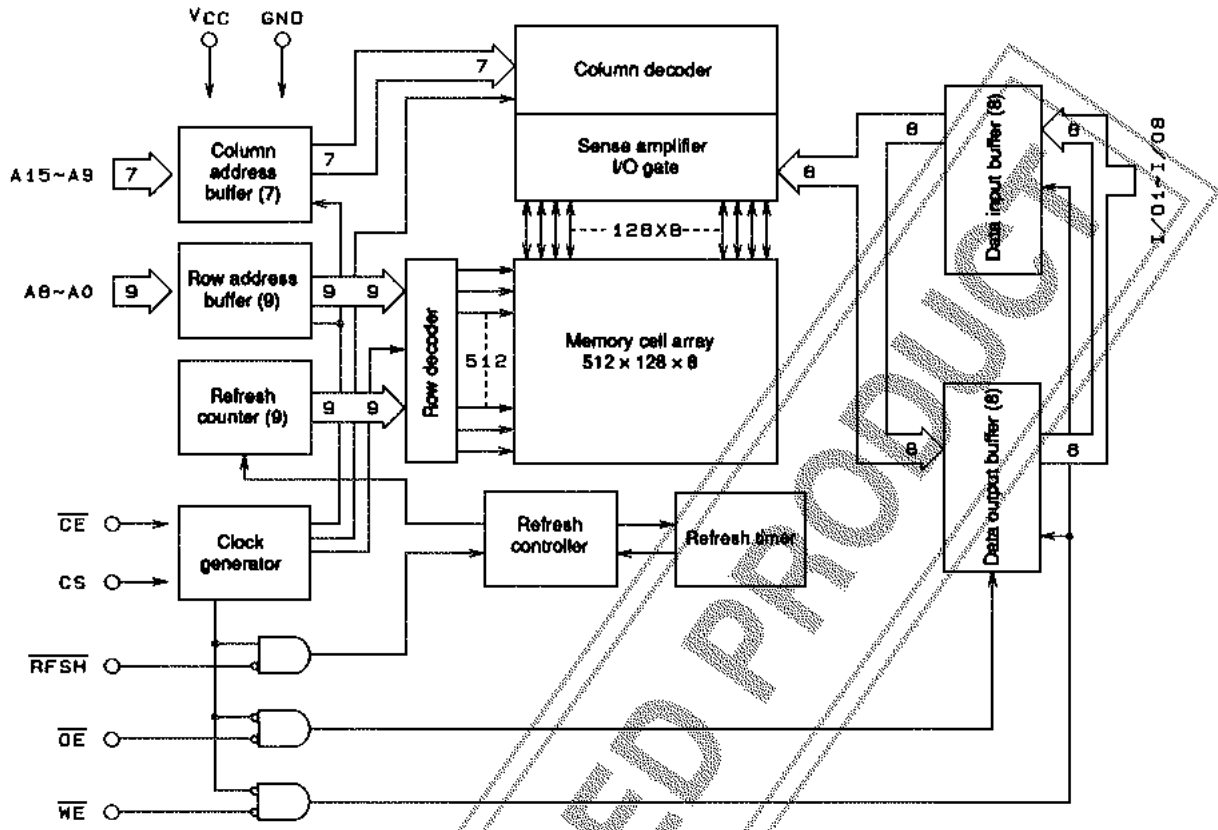 VCC GND
7
Column decoder
Column
address
buffer (7)
7
A15~A9
7
Sense amplifier
I/O gate
8
8
Data input buffer (8)
8
I/O1~I/O8
128X8
Row address
buffer (9)
A8~A0
9
9 9
Row decoder
512
Memory cell array
512 x 128 x 8
Refresh
counter (9)
9 9
8
Data output buffer (8)
8
CE
CS
Clock
generator
Refresh
controller
Refresh timer
RFSH
OE
WE
ED PRODUCT